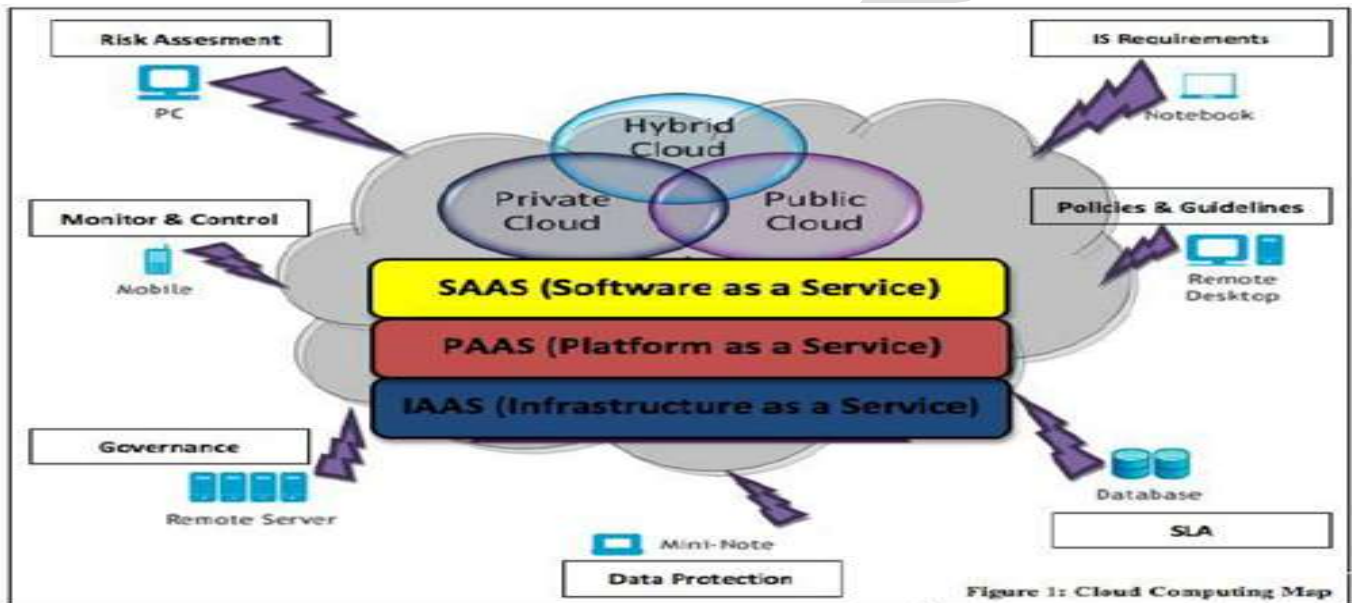 Risk Assesment
PC
IS Requirements
Notebook
Hybrid
Cloud
Private
Cloud
Public
Cloud
Monitor & Control
Mobile
Policies & Guidelines
Remote
Desktop
SAAS (Software as a Service)
PAAS (Platform as a Service)
IAAS (Infrastructure as a Service)
Governance
Remote Server
Database
SLA
Mini-Note
Data Protection
Figure 1: Cloud Computing Map